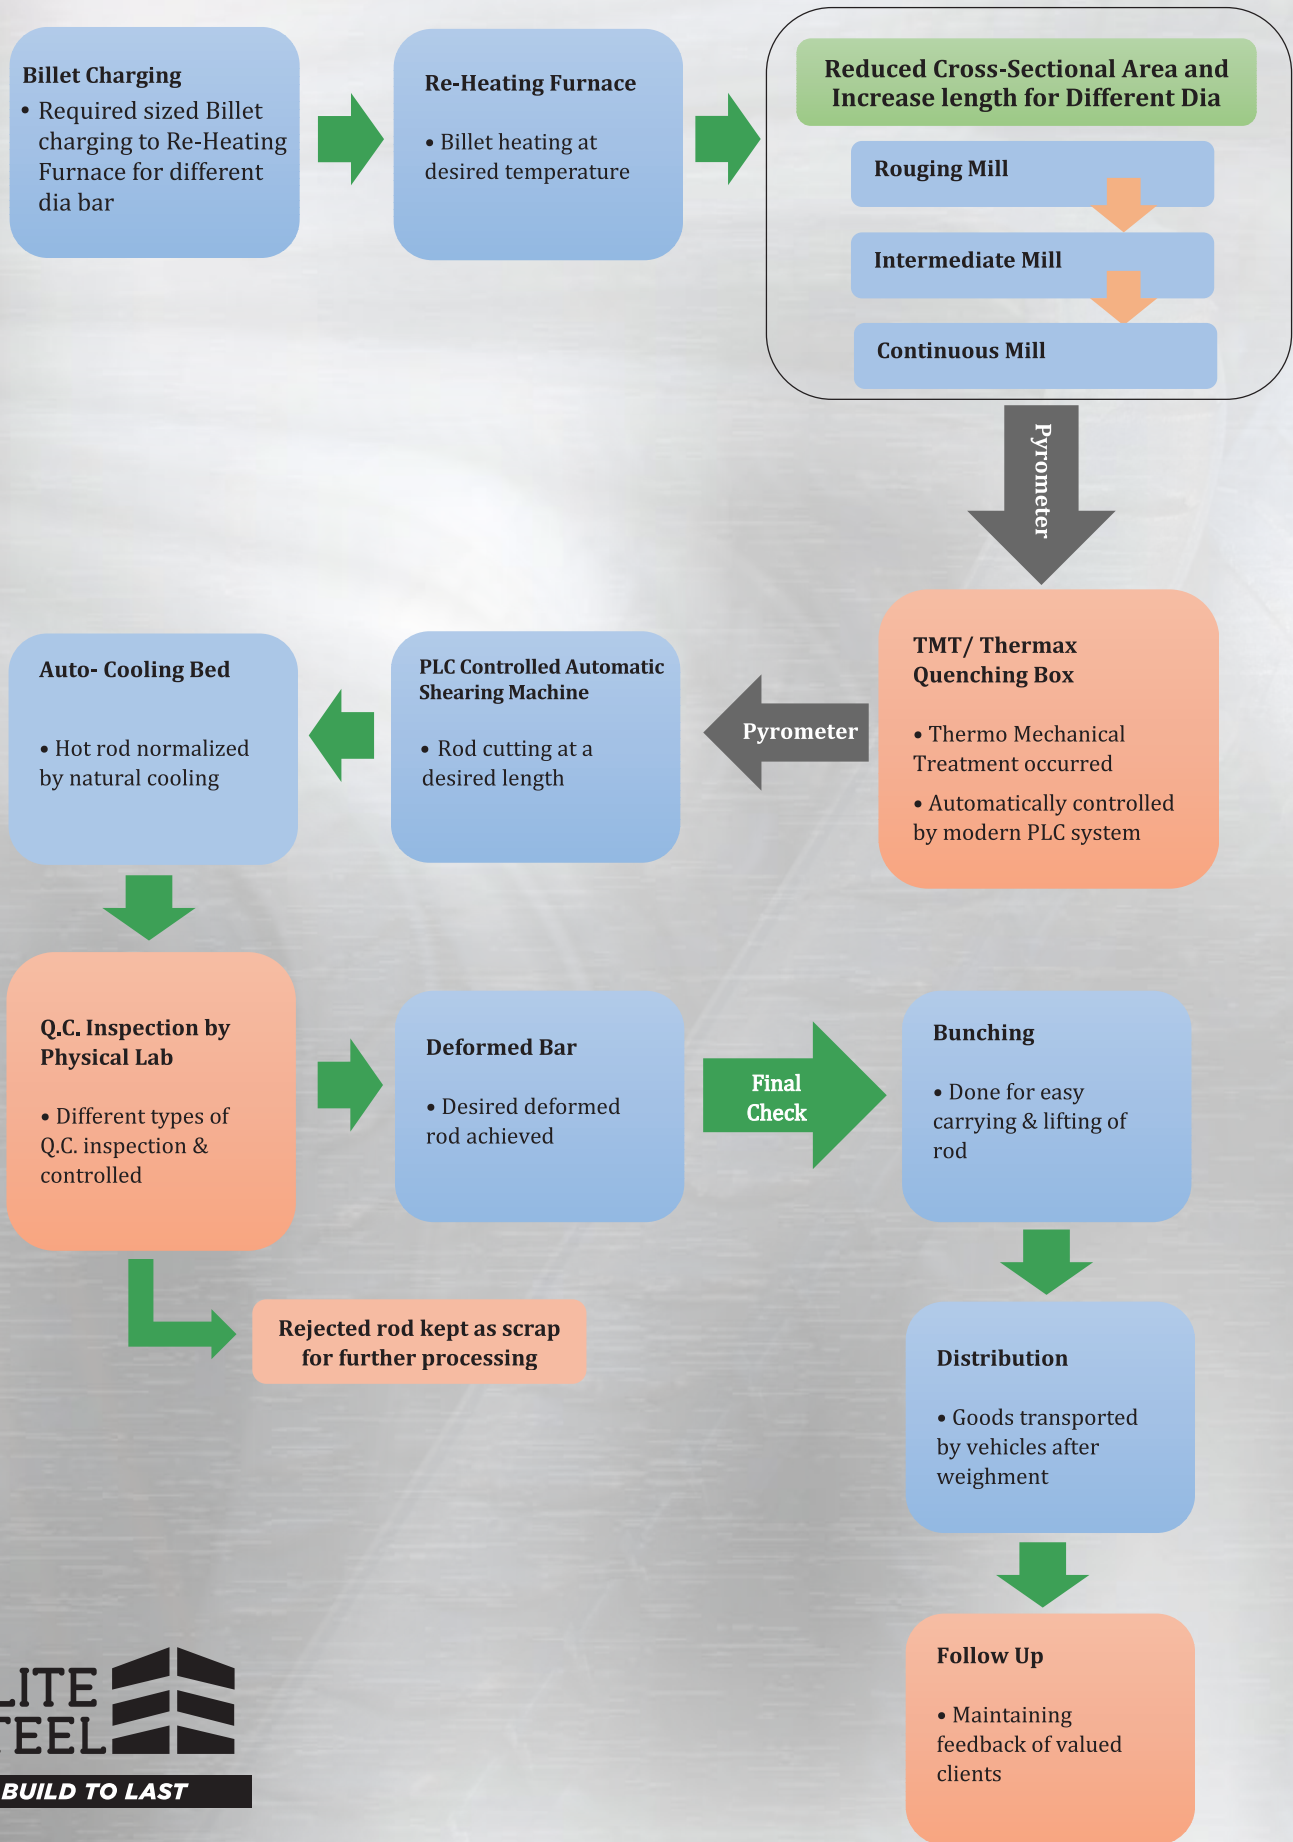 Billet Charging
• Required sized Billet
charging to Re-Heating
Furnace for different
dia bar
Re-Heating Furnace
• Billet heating at
desired temperature
Reduced Cross-Sectional Area and
Increase length for Different Dia
Rouging Mill
Intermediate Mill
Continuous Mill
Pyrometer
TMT/ Thermax
Quenching Box
• Thermo Mechanical
Treatment occurred
• Automatically controlled
by modern PLC system
Pyrometer
PLC Controlled Automatic
Shearing Machine
• Rod cutting at a
desired length
Auto- Cooling Bed
• Hot rod normalized
by natural cooling
Q.C. Inspection by
Physical Lab
• Different types of
Q.C. inspection &
controlled
Deformed Bar
• Desired deformed
rod achieved
Final
Check
Bunching
• Done for easy
carrying & lifting of
rod
Rejected rod kept as scrap
for further processing
Distribution
• Goods transported
by vehicles after
weighment
Follow Up
• Maintaining
feedback of valued
clients
LITE
TEEL
BUILD TO LAST